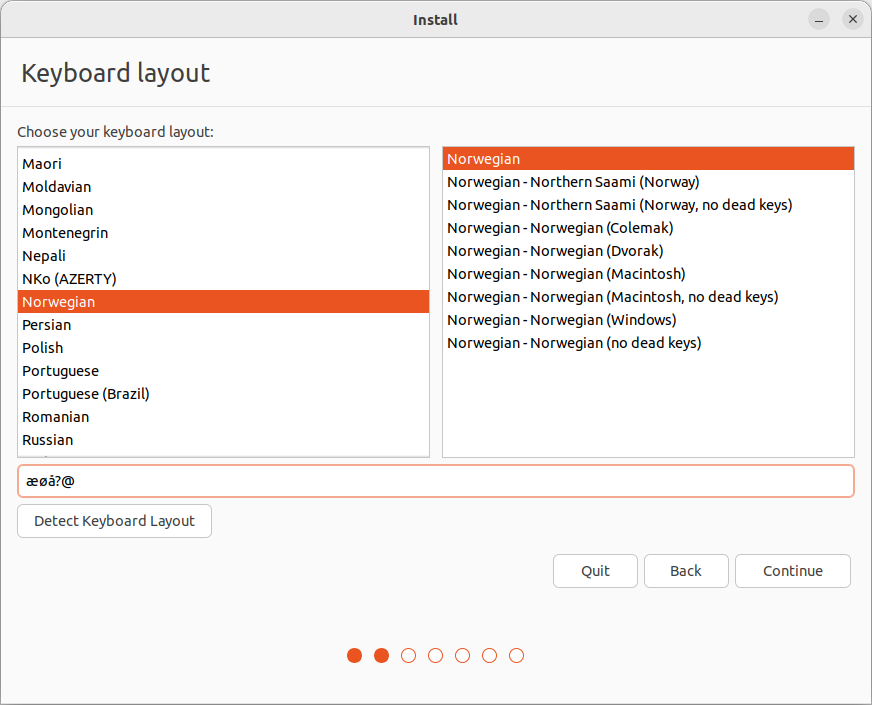 Install
Keyboard layout
Choose your keyboard layout:
Maori
Moldavian
Mongolian
Montenegrin
Nepali
NKo (AZERTY)
Norwegian
Persian
Polish
Portuguese
Portuguese (Brazil)
Romanian
Russian
Norwegian
Norwegian - Northern Saami (Norway)
Norwegian - Northern Saami (Norway, no dead keys)
Norwegian - Norwegian (Colemak)
Norwegian - Norwegian (Dvorak)
Norwegian - Norwegian (Macintosh)
Norwegian - Norwegian (Macintosh, no dead keys)
Norwegian - Norwegian (Windows)
Norwegian - Norwegian (no dead keys)
æøå?@
Detect Keyboard Layout
Quit
Back
Continue